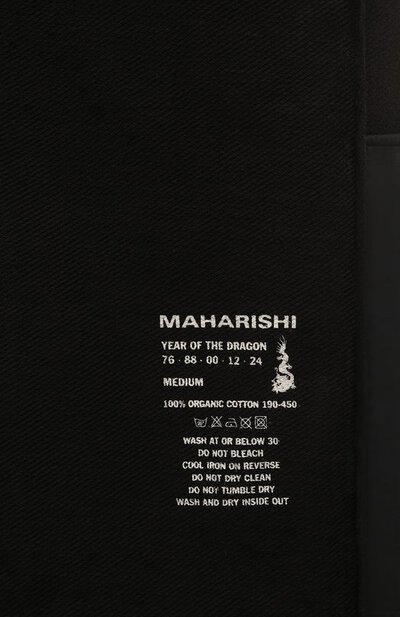 MAHARISHI
YEAR OF THE DRAGON
76 · 88 · 00 · 12 · 24
MEDIUM
100% ORGANIC COTTON 190-450
WASH AT OR BELOW 30
DO NOT BLEACH
COOL IRON ON REVERSE
DO NOT DRY CLEAN
DO NOT TUMBLE DRY
WASH AND DRY INSIDE OUT